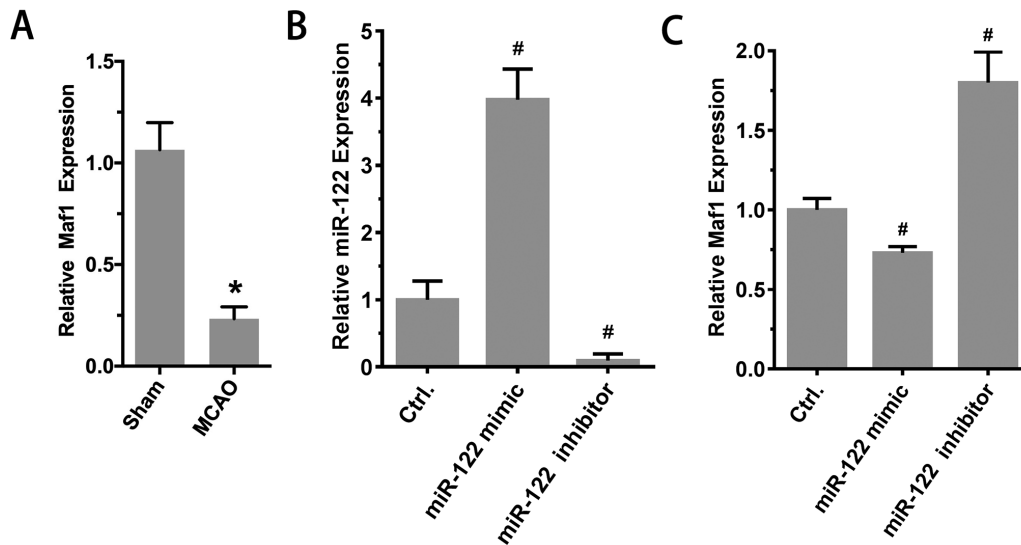 A
Relative Maf1 Expression
1.5
1.0
0.5
0.0
*
Sham
MCAO
B
Relative miR-122 Expression
5
4
3
2
1
0
#
#
Ctrl.
miR-122 mimic
miR-122 inhibitor
C
Relative Maf1 Expression
2.0
1.5
1.0
0.5
0.0
#
#
Ctrl.
miR-122 mimic
miR-122 inhibitor